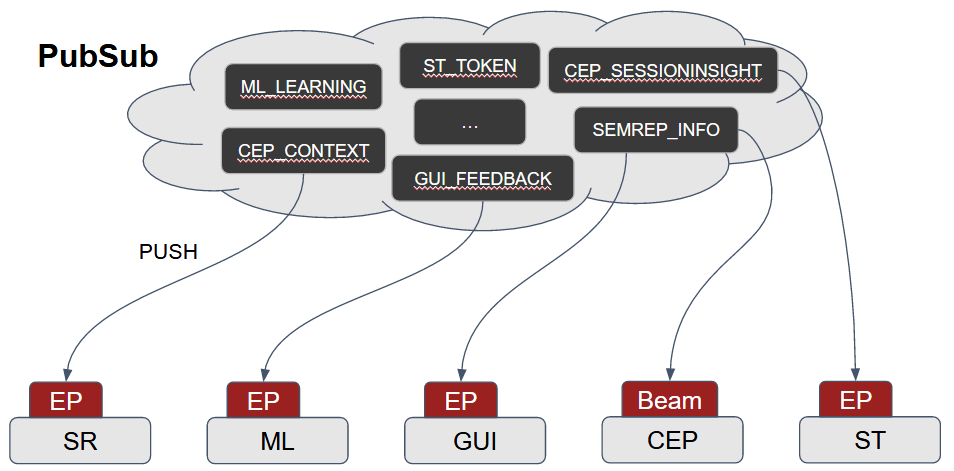 PubSub
ML_LEARNING
ST_TOKEN
CEP_SESSIONINSIGHT
CEP_CONTEXT
...
SEMREP_INFO
GUI_FEEDBACK
PUSH
EP
EP
EP
Beam
EP
SR
ML
GUI
CEP
ST